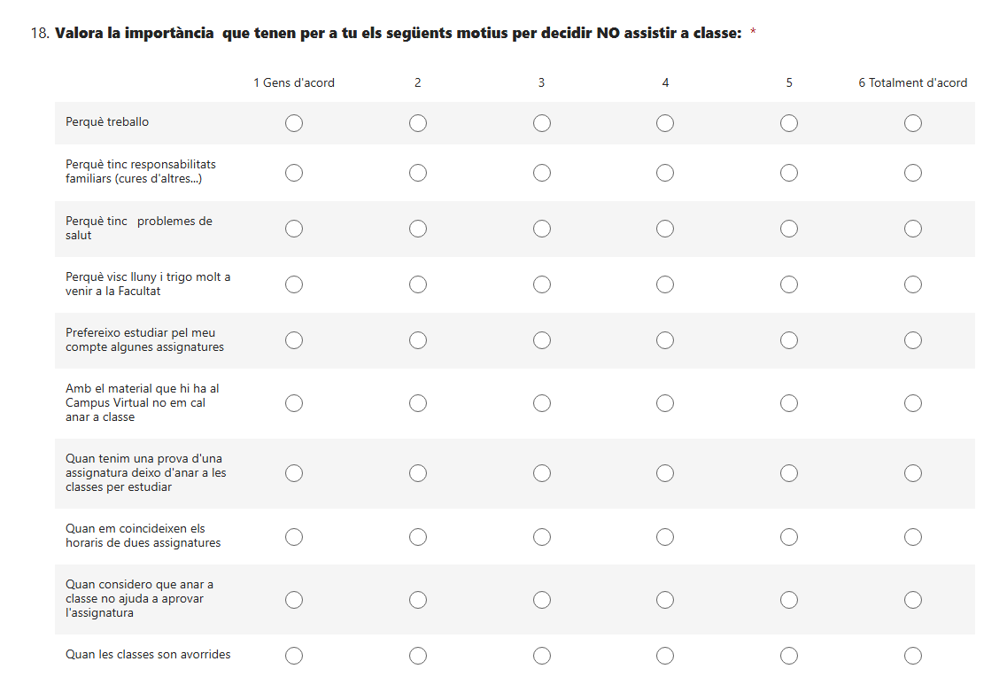 18. Valora la importància que tenen per a tu els següents motius per decidir NO assistir a classe: *
1 Gens d'acord 2 3 4 5 6 Totalment d'acord
Perquè treballo
Perquè tinc responsabilitats
familiars (cures d'altres...)
Perquè tinc problemes de
salut
Perquè visc lluny i trigo molt a
venir a la Facultat
Prefereixo estudiar pel meu
compte algunes assignatures
Amb el material que hi ha al
Campus Virtual no em cal
anar a classe
Quan tenim una prova d'una
assignatura deixo d'anar a les
classes per estudiar
Quan em coincideixen els
horaris de dues assignatures
Quan considero que anar a
classe no ajuda a aprovar
l'assignatura
Quan les classes son avorrides